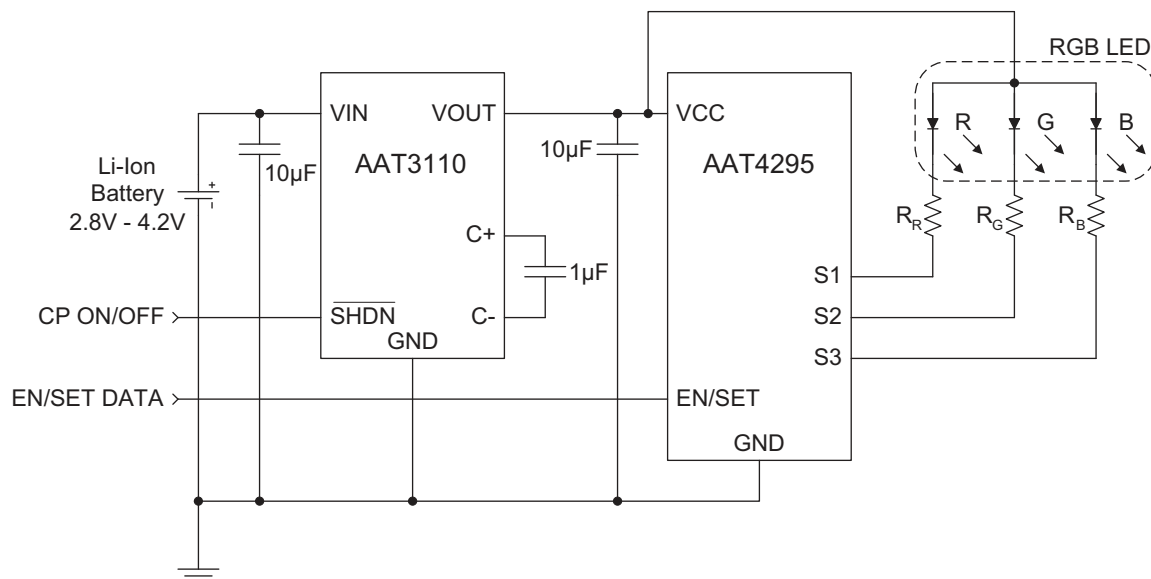 RGB LED
VIN
VOUT
VCC
R
G
B
10µF
AAT3110
10µF
AAT4295
Li-Ion
Battery
2.8V - 4.2V
+
-
R_R
R_G
R_B
C+
1µF
S1
CP ON/OFF
SHDN
C-
S2
GND
S3
EN/SET DATA
EN/SET
GND